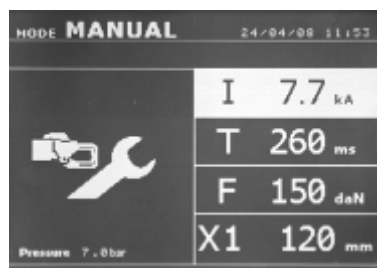 MODE MANUAL 24/04/08 11:53
I 7.7 kA
T 260 ms
F 150 daN
X1 120 mm
Pressure 7.0bar